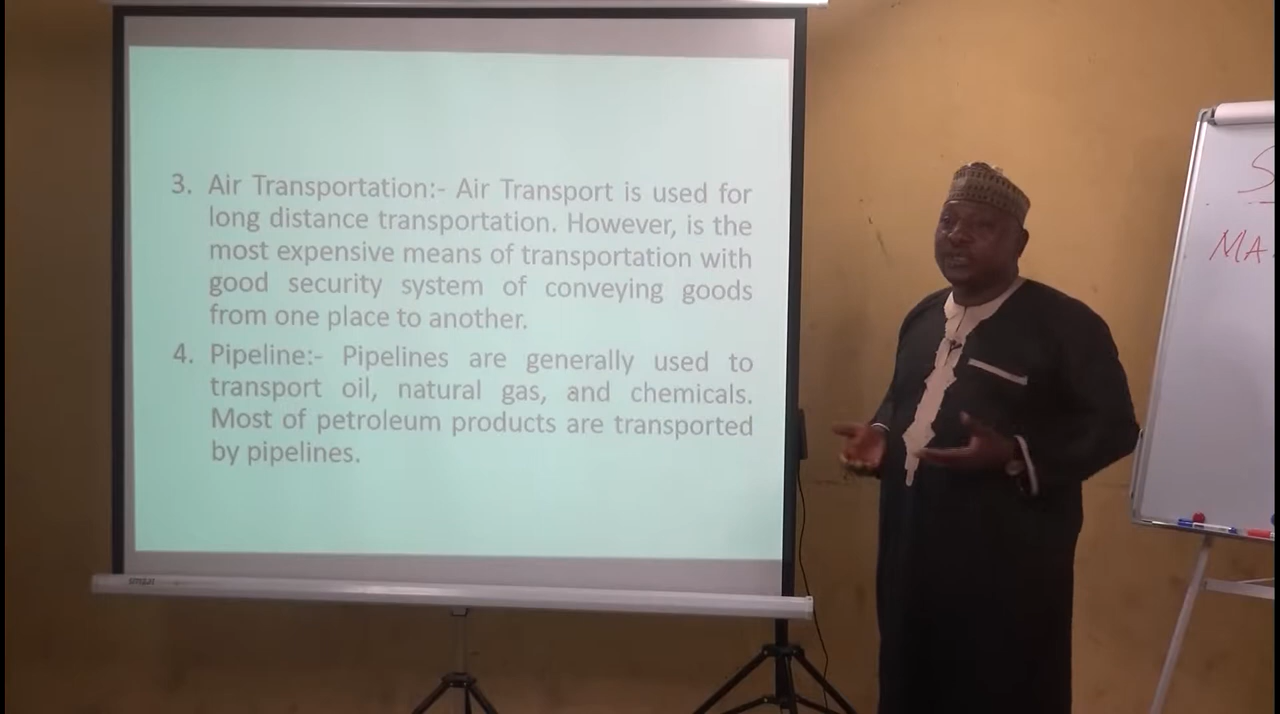 3. Air Transportation:- Air Transport is used for
long distance transportation. However, is the
most expensive means of transportation with
good security system of conveying goods
from one place to another.
4. Pipeline:- Pipelines are generally used to
transport oil, natural gas, and chemicals.
Most of petroleum products are transported
by pipelines.
S
MA